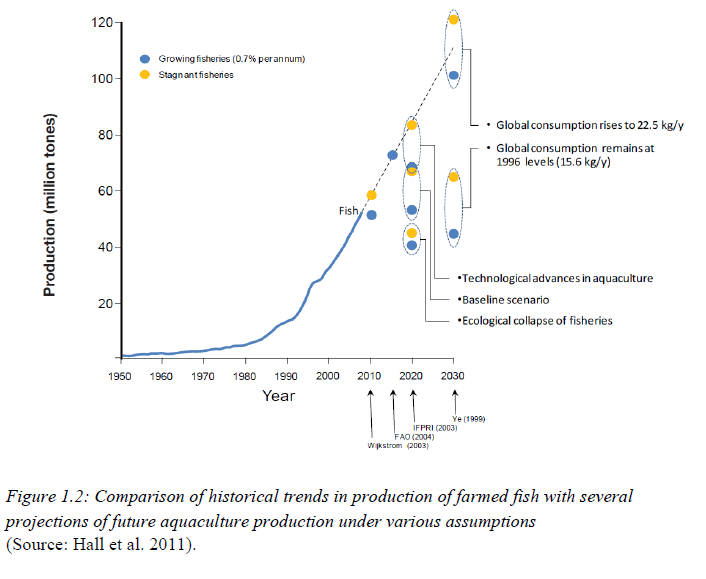 120
100
80
60
40
20
Production (million tones)
Growing fisheries (0.7% per annum)
Stagnant fisheries
Fish
• Global consumption rises to 22.5 kg/y
• Global consumption remains at
1996 levels (15.6 kg/y)
•Technological advances in aquaculture
•Baseline scenario
•Ecological collapse of fisheries
1950 1960 1970 1980 1990 2000 2010 2020 2030
Year
Ye (1999)
IFPRI (2003)
FAO (2004)
Wijkstrom (2003)
Figure 1.2: Comparison of historical trends in production of farmed fish with several
projections of future aquaculture production under various assumptions
(Source: Hall et al. 2011).